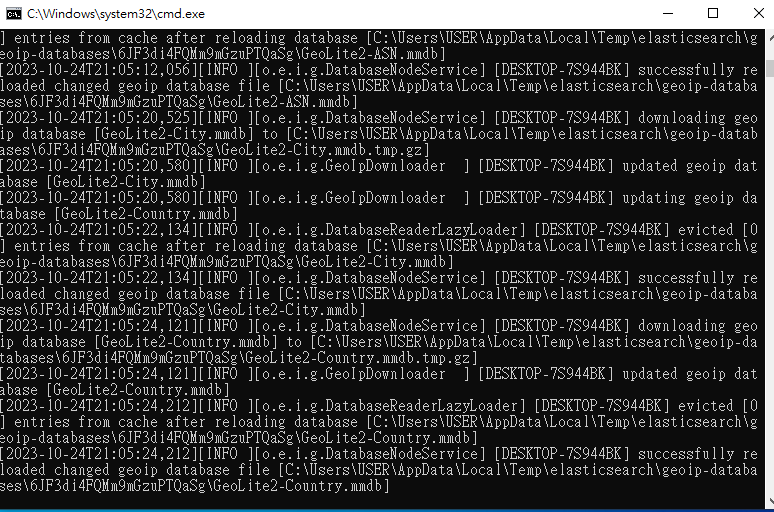 C:\Windows\system32\cmd.exe
] entries from cache after reloading database [C:\Users\USER\AppData\Local\Temp\elasticsearch\g
eoip-databases\6JF3di4FQMm9mGzuPTQaSg\GeoLite2-ASN.mmdb]
[2023-10-24T21:05:12,056][INFO ][o.e.i.g.DatabaseNodeService] [DESKTOP-7S944BK] successfully re
loaded changed geoip database file [C:\Users\USER\AppData\Local\Temp\elasticsearch\geoip-databa
ses\6JF3di4FQMm9mGzuPTQaSg\GeoLite2-ASN.mmdb]
[2023-10-24T21:05:20,525][INFO ][o.e.i.g.DatabaseNodeService] [DESKTOP-7S944BK] downloading geo
ip database [GeoLite2-City.mmdb] to [C:\Users\USER\AppData\Local\Temp\elasticsearch\geoip-datab
ases\6JF3di4FQMm9mGzuPTQaSg\GeoLite2-City.mmdb.tmp.gz]
[2023-10-24T21:05:20,580][INFO ][o.e.i.g.GeoIpDownloader  ] [DESKTOP-7S944BK] updated geoip dat
abase [GeoLite2-City.mmdb]
[2023-10-24T21:05:20,580][INFO ][o.e.i.g.GeoIpDownloader  ] [DESKTOP-7S944BK] updating geoip da
tabase [GeoLite2-Country.mmdb]
[2023-10-24T21:05:22,134][INFO ][o.e.i.g.DatabaseReaderLazyLoader] [DESKTOP-7S944BK] evicted [0
] entries from cache after reloading database [C:\Users\USER\AppData\Local\Temp\elasticsearch\g
eoip-databases\6JF3di4FQMm9mGzuPTQaSg\GeoLite2-City.mmdb]
[2023-10-24T21:05:22,134][INFO ][o.e.i.g.DatabaseNodeService] [DESKTOP-7S944BK] successfully re
loaded changed geoip database file [C:\Users\USER\AppData\Local\Temp\elasticsearch\geoip-databa
ses\6JF3di4FQMm9mGzuPTQaSg\GeoLite2-City.mmdb]
[2023-10-24T21:05:24,121][INFO ][o.e.i.g.DatabaseNodeService] [DESKTOP-7S944BK] downloading geo
ip database [GeoLite2-Country.mmdb] to [C:\Users\USER\AppData\Local\Temp\elasticsearch\geoip-da
tabases\6JF3di4FQMm9mGzuPTQaSg\GeoLite2-Country.mmdb.tmp.gz]
[2023-10-24T21:05:24,121][INFO ][o.e.i.g.GeoIpDownloader  ] [DESKTOP-7S944BK] updated geoip dat
abase [GeoLite2-Country.mmdb]
[2023-10-24T21:05:24,212][INFO ][o.e.i.g.DatabaseReaderLazyLoader] [DESKTOP-7S944BK] evicted [0
] entries from cache after reloading database [C:\Users\USER\AppData\Local\Temp\elasticsearch\g
eoip-databases\6JF3di4FQMm9mGzuPTQaSg\GeoLite2-Country.mmdb]
[2023-10-24T21:05:24,212][INFO ][o.e.i.g.DatabaseNodeService] [DESKTOP-7S944BK] successfully re
loaded changed geoip database file [C:\Users\USER\AppData\Local\Temp\elasticsearch\geoip-databa
ses\6JF3di4FQMm9mGzuPTQaSg\GeoLite2-Country.mmdb]